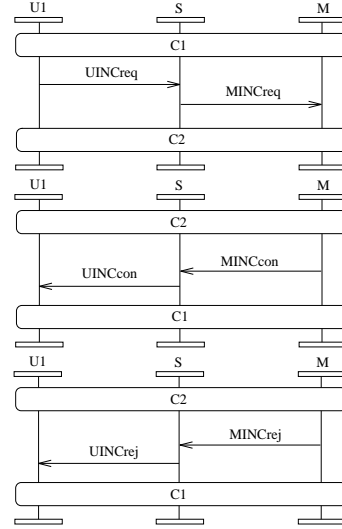 U1 S M
C1
UINCreq
MINCreq
C2
U1 S M
C2
MINCcon
UINCcon
C1
U1 S M
C2
MINCrej
UINCrej
C1